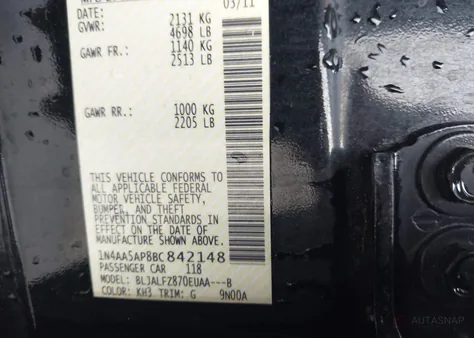 DATE: 03/11
GVWR: 2131 KG
4698 LB
GAWR FR.: 1140 KG
2513 LB
GAWR RR.: 1000 KG
2205 LB
THIS VEHICLE CONFORMS TO
ALL APPLICABLE FEDERAL
MOTOR VEHICLE SAFETY,
BUMPER, AND THEFT
PREVENTION STANDARDS IN
EFFECT ON THE DATE OF
MANUFACTURE SHOWN ABOVE.
1N4AA5AP8BC842148
PASSENGER CAR 118
MODEL: BLJALFZ870EUAA---B
COLOR: KH3 TRIM: G 9N00A
AUTASNAP